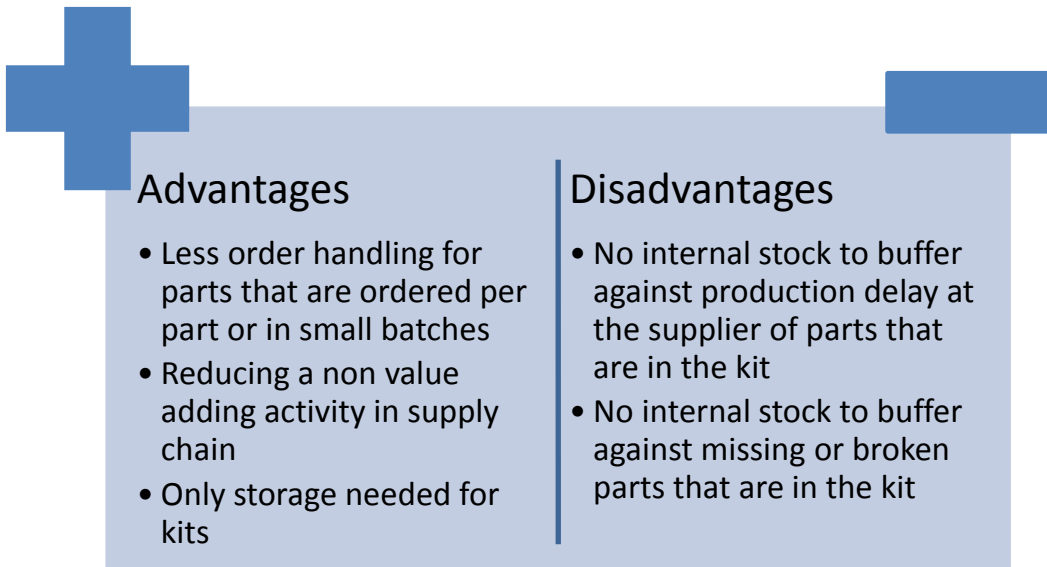 Advantages
• Less order handling for
parts that are ordered per
part or in small batches
• Reducing a non value
adding activity in supply
chain
• Only storage needed for
kits
Disadvantages
• No internal stock to buffer
against production delay at
the supplier of parts that
are in the kit
• No internal stock to buffer
against missing or broken
parts that are in the kit